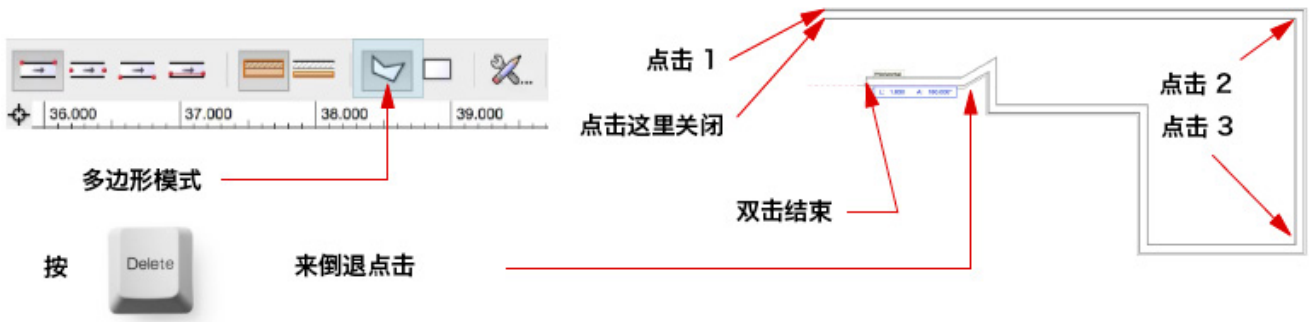 点击 1
点击 2
点击 3
点击这里关闭
36.000
37.000
38.000
39.000
多边形模式
双击结束
按
Delete
来倒退点击